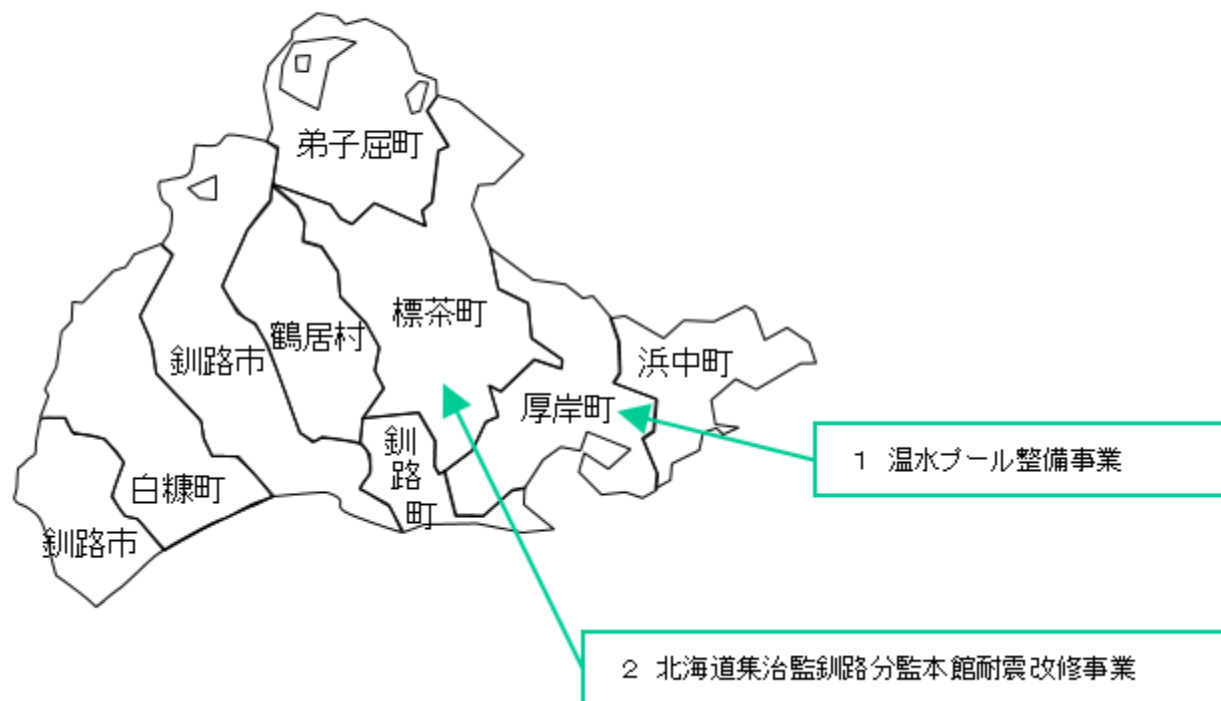 弟子屈町
標茶町
鶴居村
釧路市
浜中町
厚岸町
釧路町
白糠町
釧路市
1 温水プール整備事業
2 北海道集治監釧路分監本館耐震改修事業